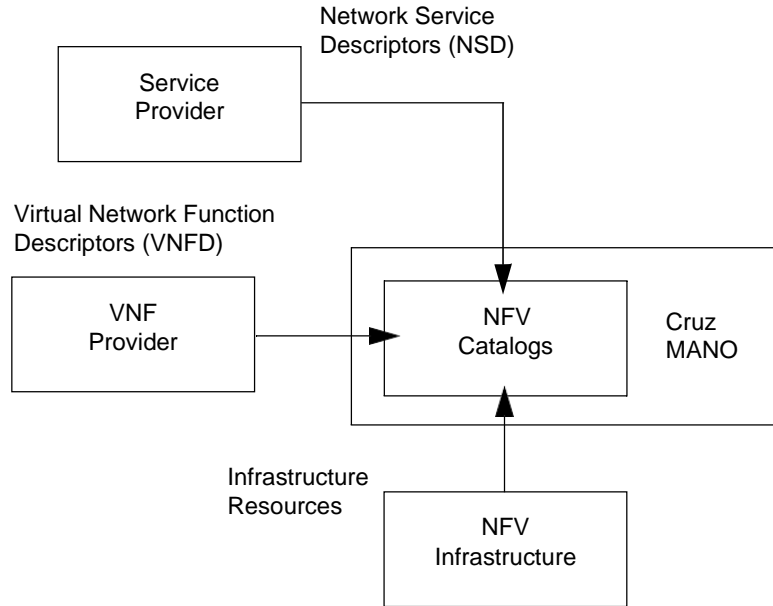 Network Service
Descriptors (NSD)
Service
Provider
Virtual Network Function
Descriptors (VNFD)
VNF
Provider
NFV
Catalogs
Cruz
MANO
Infrastructure
Resources
NFV
Infrastructure